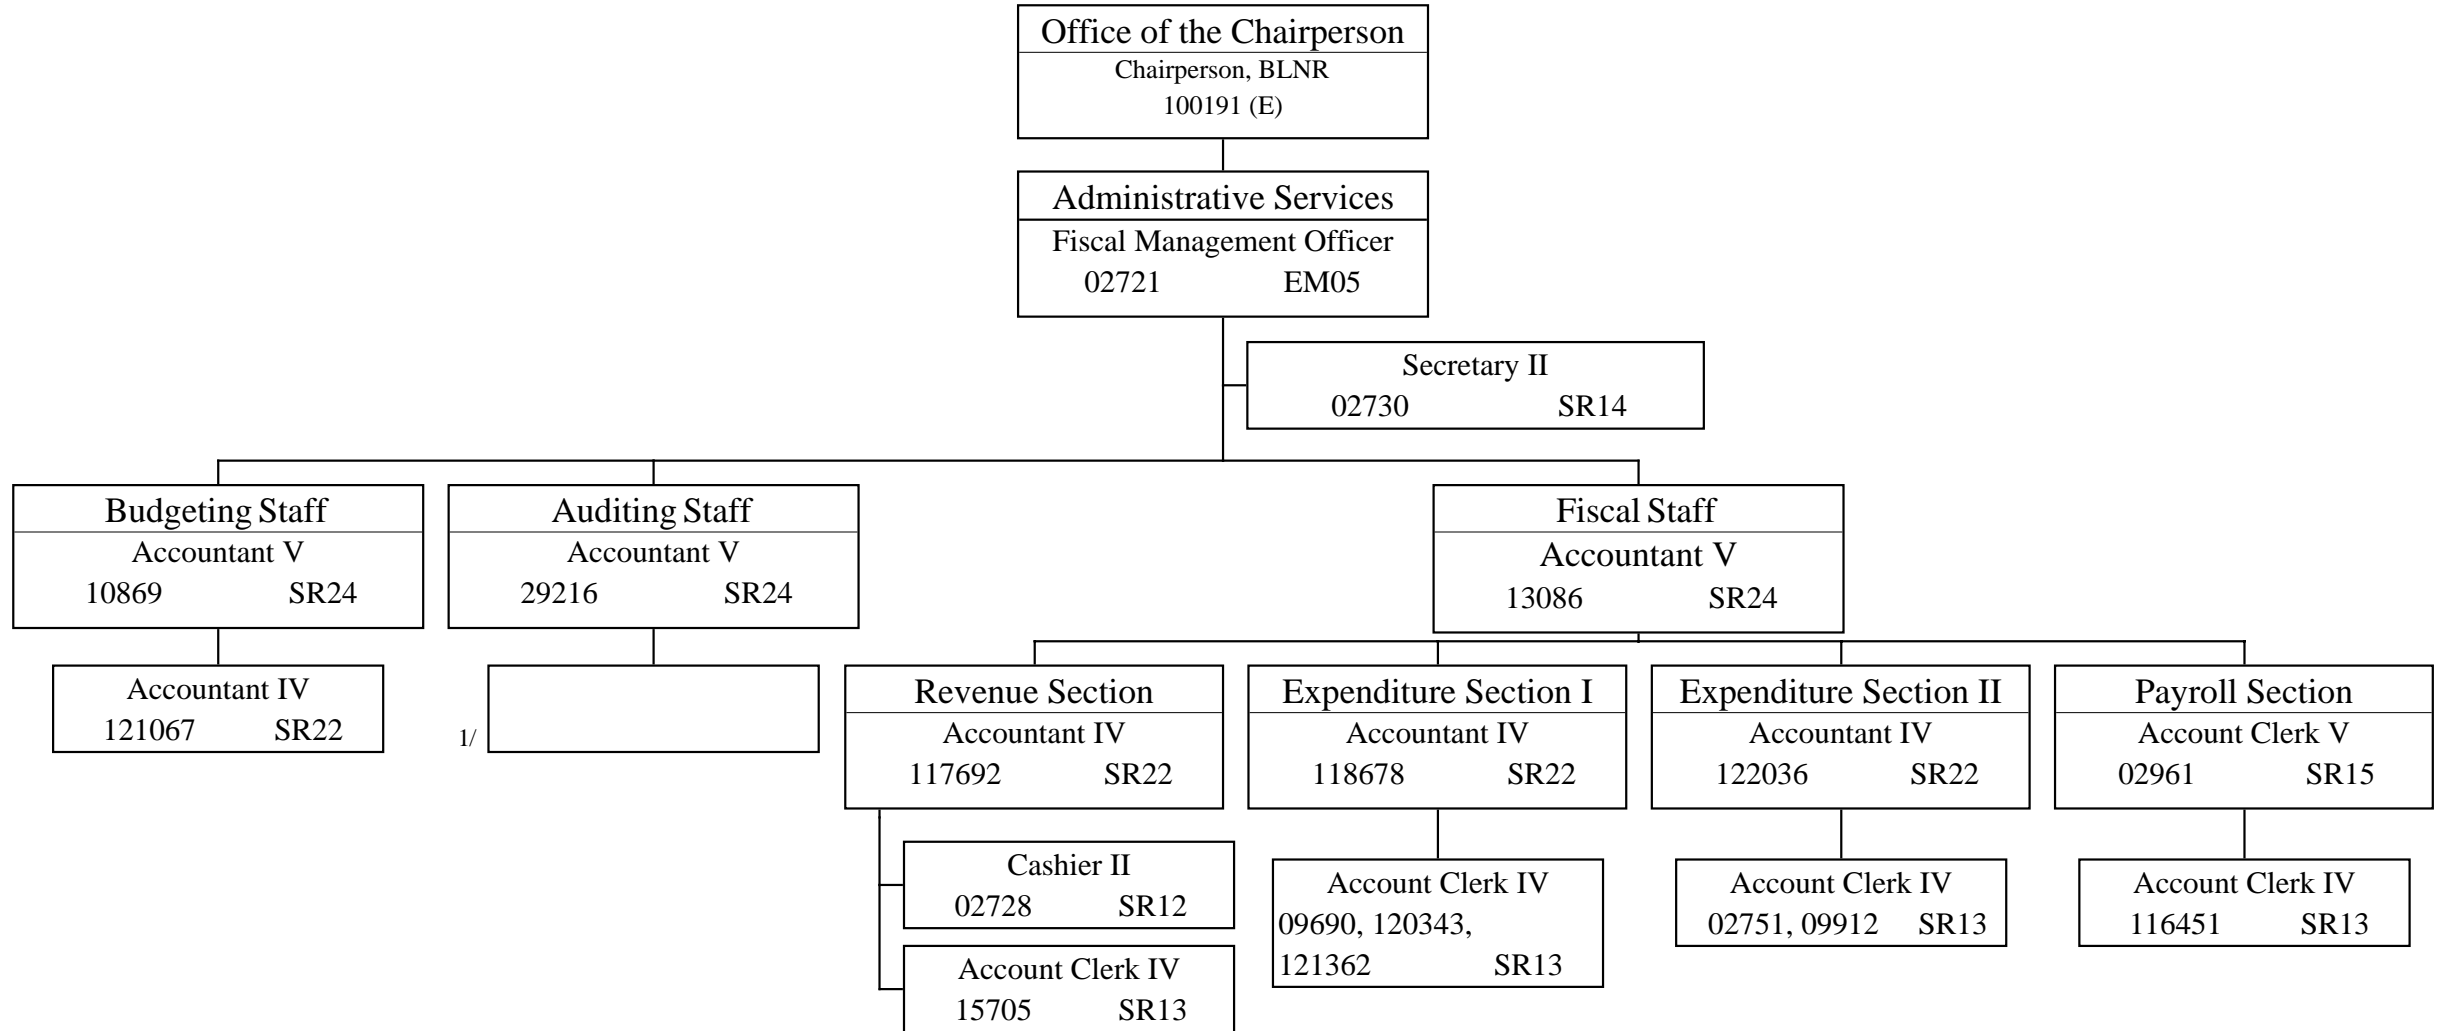 Office of the Chairperson
Chairperson, BLNR
100191 (E)
Administrative Services
Fiscal Management Officer
02721 EM05
Secretary II
02730 SR14
Budgeting Staff
Accountant V
10869 SR24
Auditing Staff
Accountant V
29216 SR24
Fiscal Staff
Accountant V
13086 SR24
Accountant IV
121067 SR22
1/
Revenue Section
Accountant IV
117692 SR22
Expenditure Section I
Accountant IV
118678 SR22
Expenditure Section II
Accountant IV
122036 SR22
Payroll Section
Account Clerk V
02961 SR15
Cashier II
02728 SR12
Account Clerk IV
15705 SR13
Account Clerk IV
09690, 120343,
121362 SR13
Account Clerk IV
02751, 09912 SR13
Account Clerk IV
116451 SR13